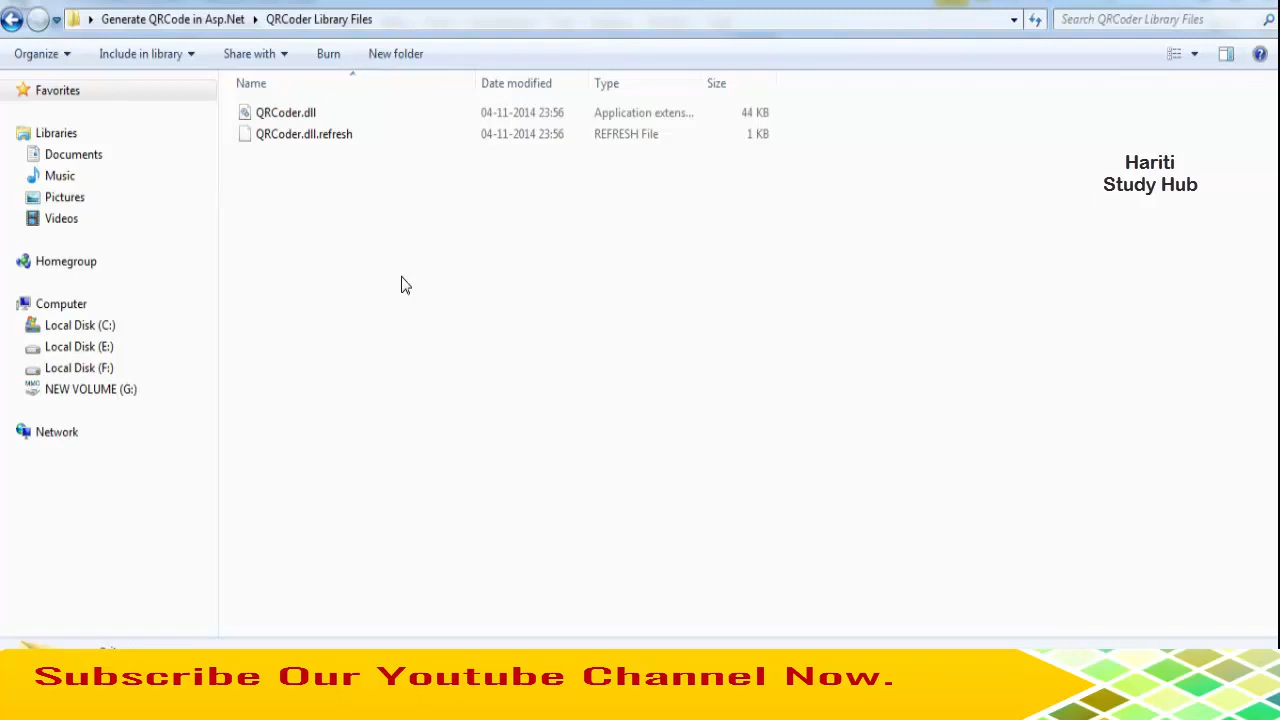 Generate QRCode in Asp.Net QRCoder Library Files Search QRCoder Library Files
Organize Include in library Share with Burn New folder
Favorites
Libraries
Documents
Music
Pictures
Videos
Homegroup
Computer
Local Disk (C:)
Local Disk (E:)
Local Disk (F:)
NEW VOLUME (G:)
Network
Name Date modified Type Size
QRCoder.dll 04-11-2014 23:56 Application extens... 44 KB
QRCoder.dll.refresh 04-11-2014 23:56 REFRESH File 1 KB
Hariti
Study Hub
Subscribe Our Youtube Channel Now.